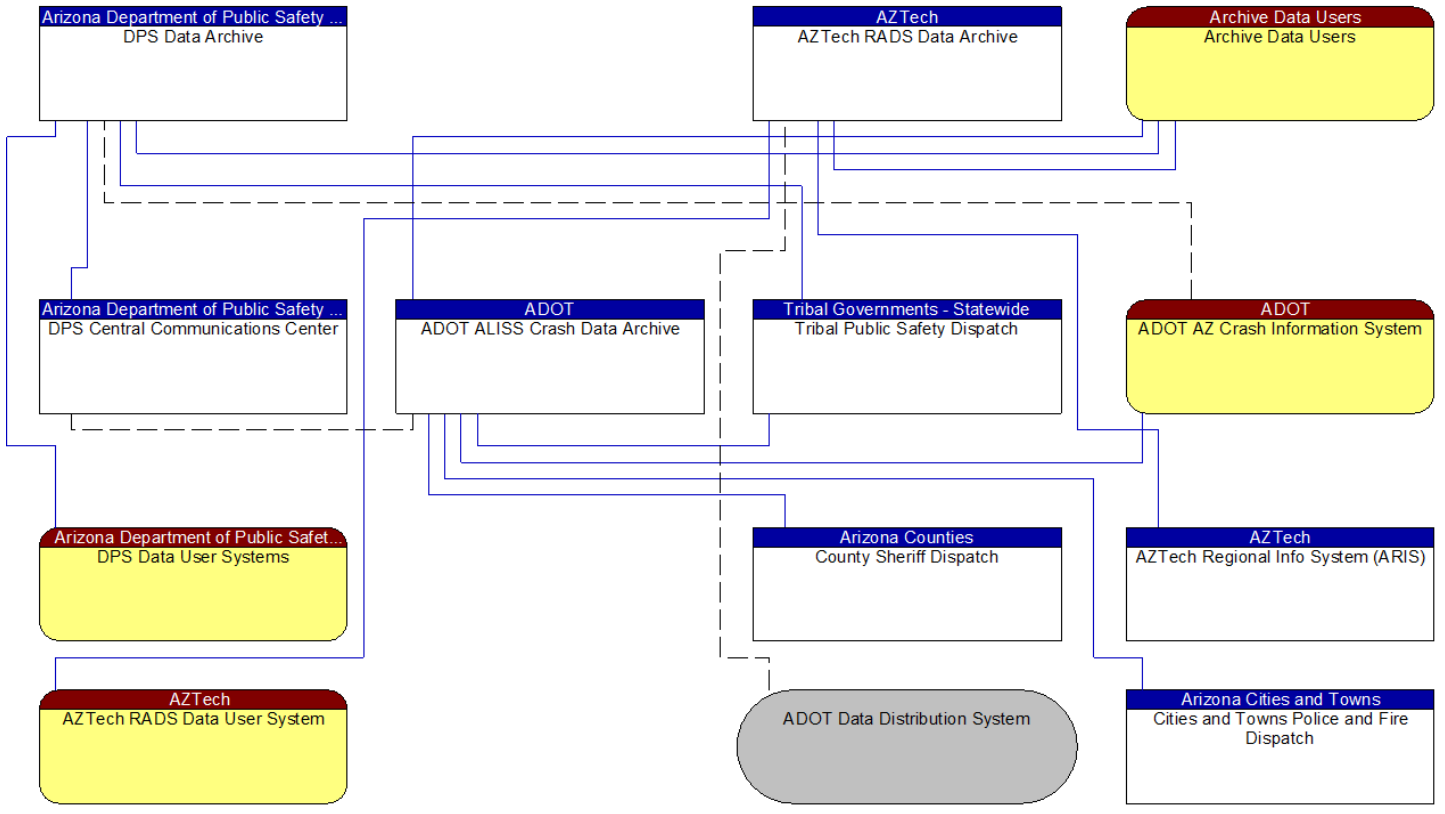 Arizona Department of Public Safety ...
DPS Data Archive
AZTech
AZTech RADS Data Archive
Archive Data Users
Archive Data Users
Arizona Department of Public Safety ...
DPS Central Communications Center
ADOT
ADOT ALISS Crash Data Archive
Tribal Governments - Statewide
Tribal Public Safety Dispatch
ADOT
ADOT AZ Crash Information System
Arizona Department of Public Safet...
DPS Data User Systems
Arizona Counties
County Sheriff Dispatch
AZTech
AZTech Regional Info System (ARIS)
AZTech
AZTech RADS Data User System
ADOT Data Distribution System
Arizona Cities and Towns
Cities and Towns Police and Fire
Dispatch